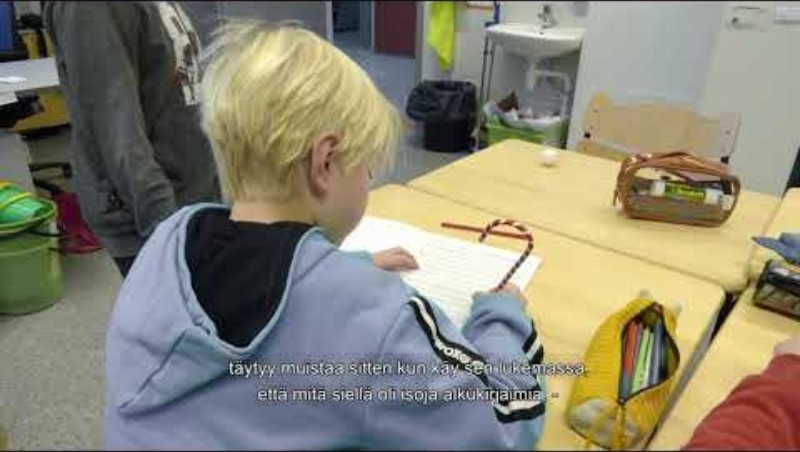 täytyy muistaa sitten kun käy sen lukemassa,
että mitä siellä oli isoja alkukirjaimia. -